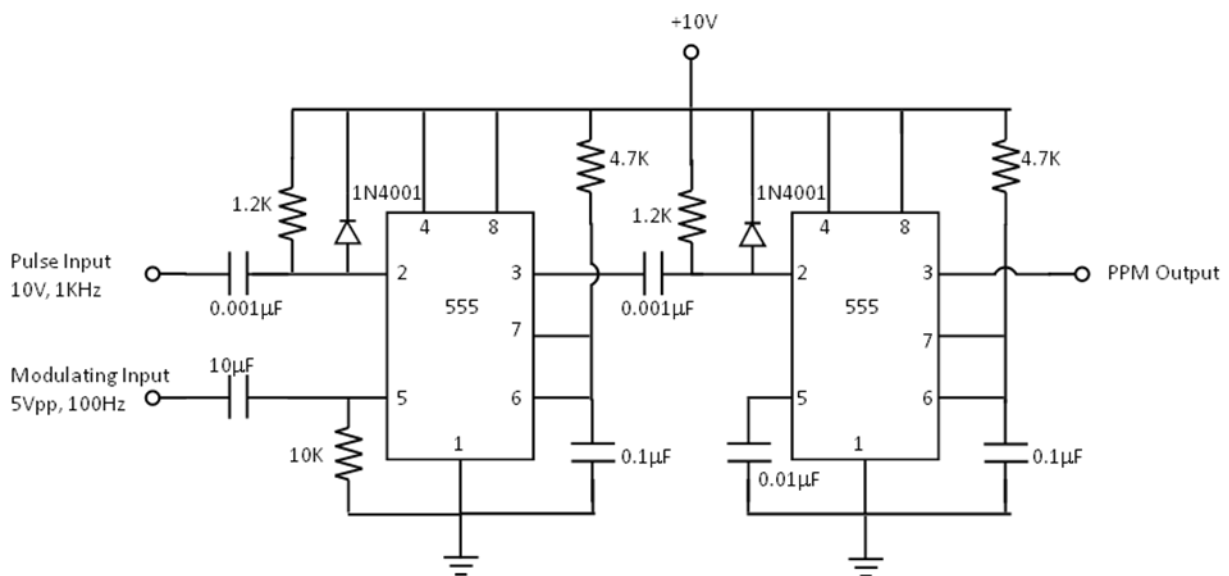 +10V
4.7K
4.7K
1N4001
1N4001
1.2K
1.2K
4
8
4
8
Pulse Input
10V, 1KHz
2
3
2
3
PPM Output
0.001µF
555
0.001µF
555
7
7
10µF
Modulating Input
5Vpp, 100Hz
5
6
5
6
1
1
10K
0.1µF
0.01µF
0.1µF